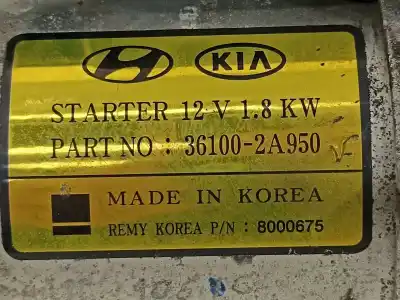 KIA
STARTER 12 V 1.8 KW
PART NO : 36100-2A950
MADE IN KOREA
REMY KOREA P/N : 8000675